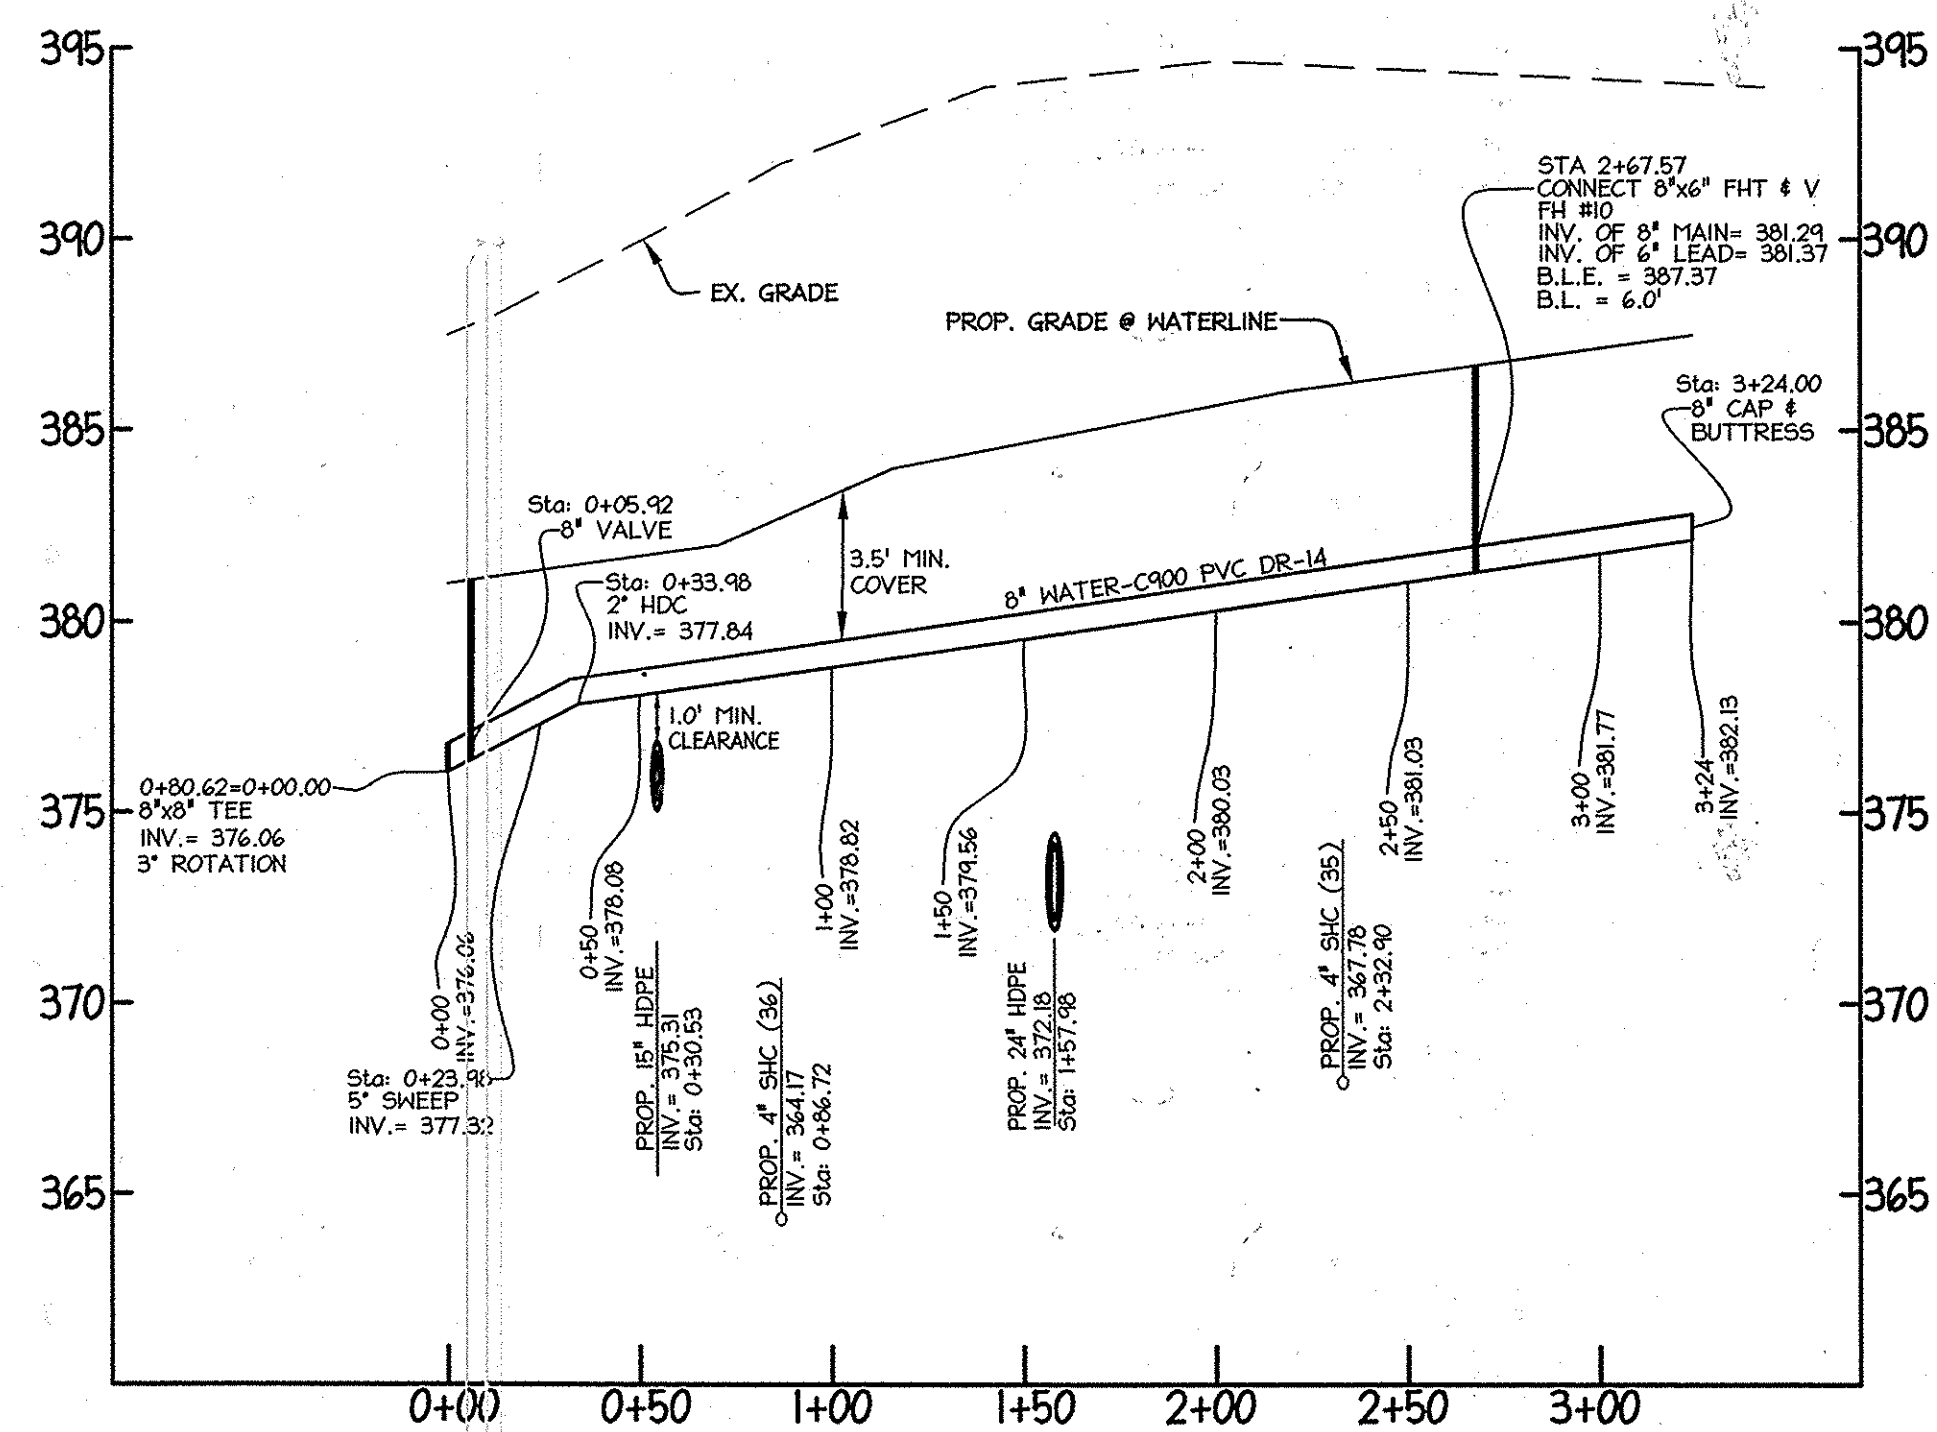 395
390
385
380
375
370
365
395
390
385
380
375
370
365
EX. GRADE
PROP. GRADE @ WATERLINE
STA 2+67.57
CONNECT 8"x6" FHT & V
FH #10
INV. OF 8" MAIN= 381.29
INV. OF 6" LEAD= 381.37
B.L.E. = 387.37
B.L. = 6.0'
Sta: 3+24.00
8" CAP &
BUTTRESS
Sta: 0+05.92
8" VALVE
Sta: 0+33.98
2° HDC
INV.= 377.84
3.5' MIN.
COVER
8" WATER-C900 PVC DR-14
1.0' MIN.
CLEARANCE
0+80.62=0+00.00
8"x8" TEE
INV.= 376.06
3° ROTATION
0+00
INV.=376.06
Sta: 0+23.98
5° SWEEP
INV.= 377.32
0+50
INV.=378.08
PROP. 15" HDPE
INV.= 375.31
Sta: 0+30.53
PROP. 4" SHC (36)
INV.= 364.17
Sta: 0+86.72
1+00
INV.=378.82
1+50
INV.=379.56
PROP. 24" HDPE
INV.= 372.18
Sta: 1+57.98
2+00
INV.=380.03
PROP. 4" SHC (35)
INV.= 367.78
Sta: 2+32.90
2+50
INV.=381.03
3+00
INV.=381.77
3+24
INV.=382.13
0+00
0+50
1+00
1+50
2+00
2+50
3+00